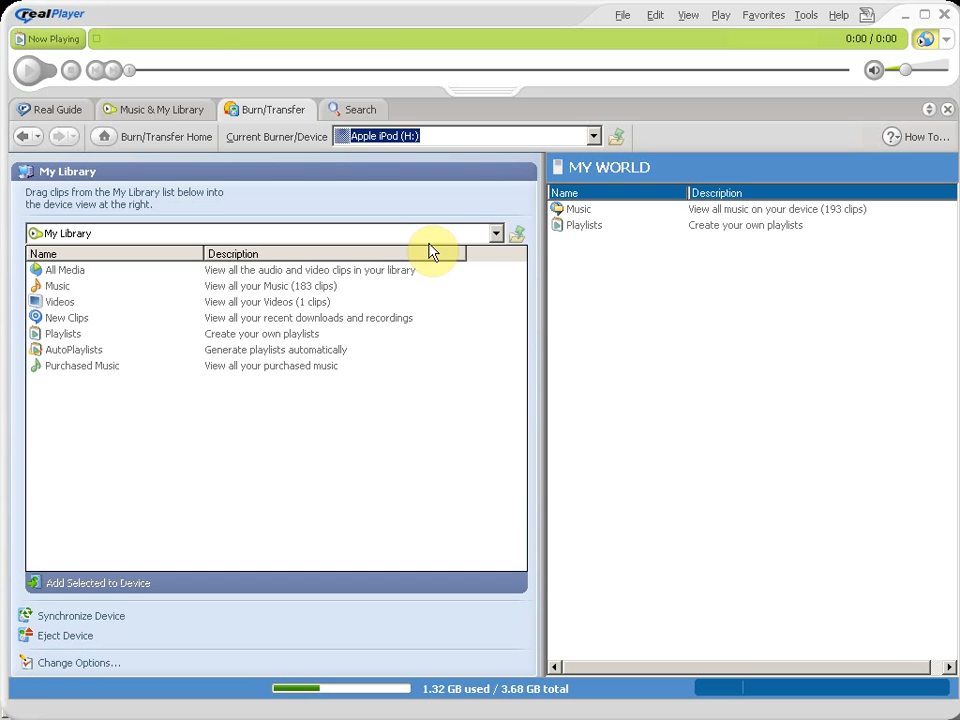 realPlayer
File Edit View Play Favorites Tools Help
Now Playing
0:00 / 0:00
Real Guide Music & My Library Burn/Transfer Search
Burn/Transfer Home Current Burner/Device Apple iPod (H:) How To...
My Library
Drag clips from the My Library list below into
the device view at the right.
My Library
Name Description
All Media View all the audio and video clips in your library
Music View all your Music (183 clips)
Videos View all your Videos (1 clips)
New Clips View all your recent downloads and recordings
Playlists Create your own playlists
AutoPlaylists Generate playlists automatically
Purchased Music View all your purchased music
Add Selected to Device
Synchronize Device
Eject Device
Change Options...
MY WORLD
Name Description
Music View all music on your device (193 clips)
Playlists Create your own playlists
1.32 GB used / 3.68 GB total